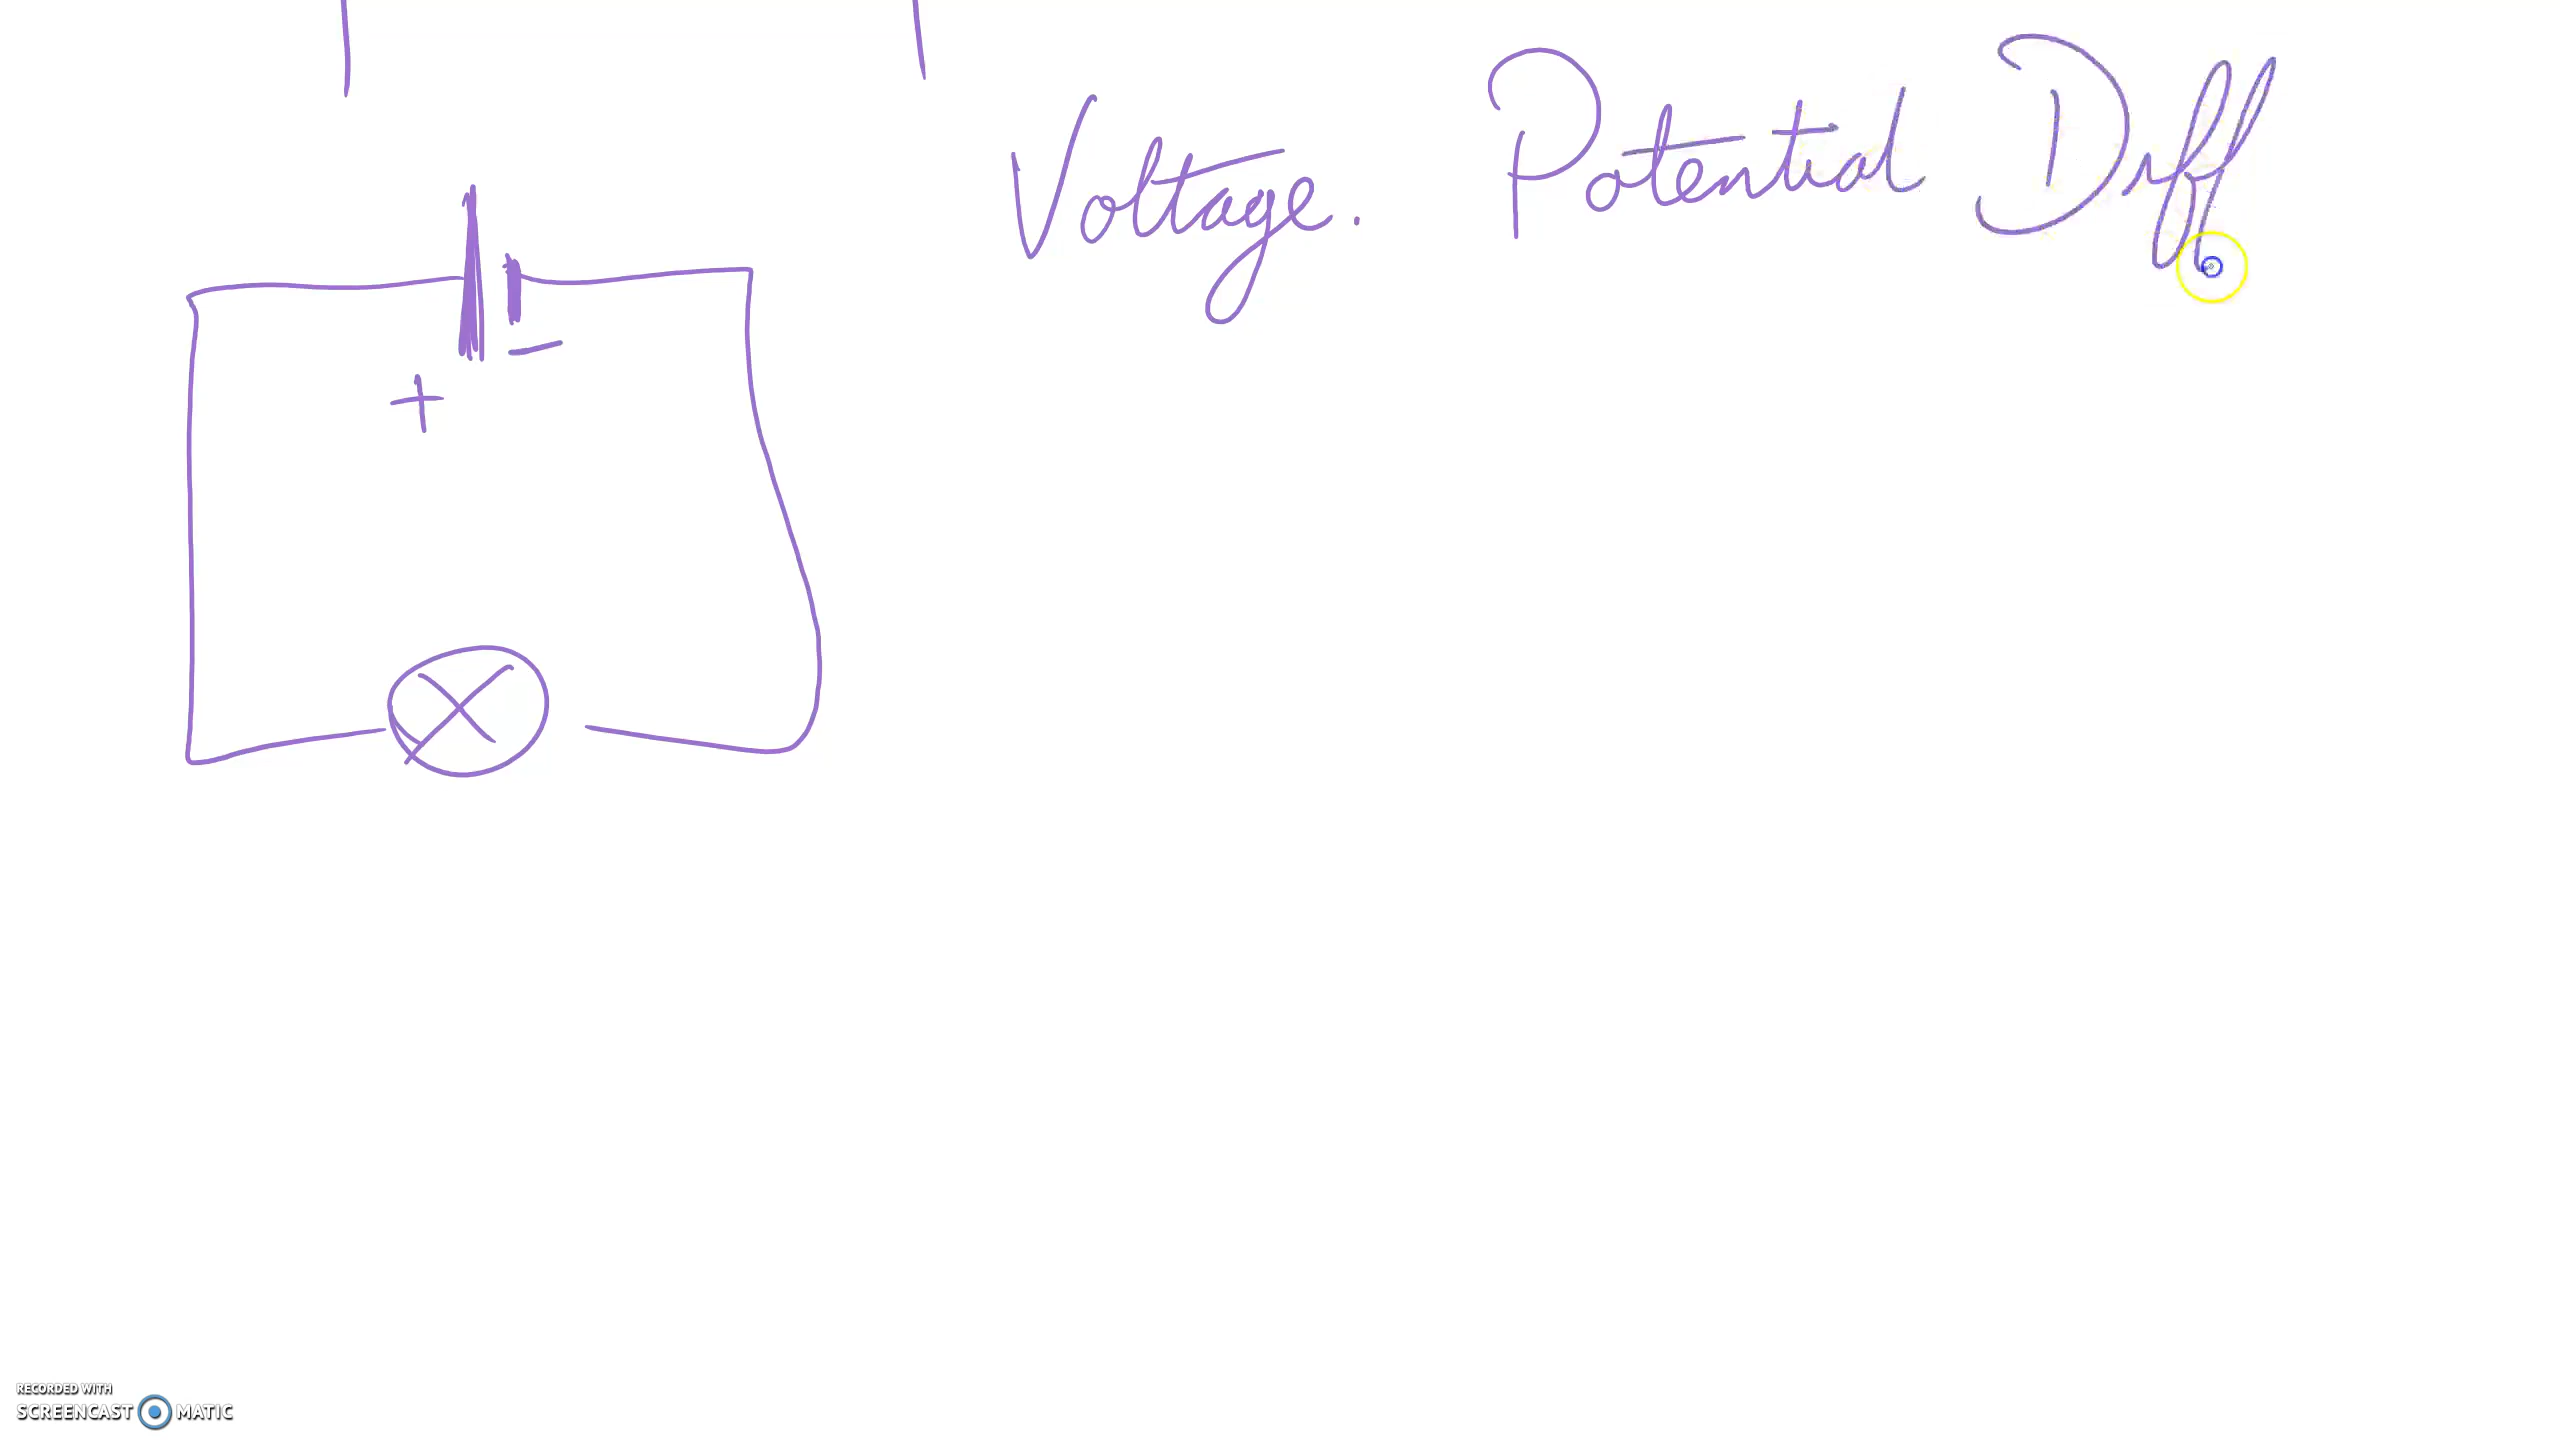 Voltage. Potential Diff
+ –
RECORDED WITH
SCREENCAST MATIC